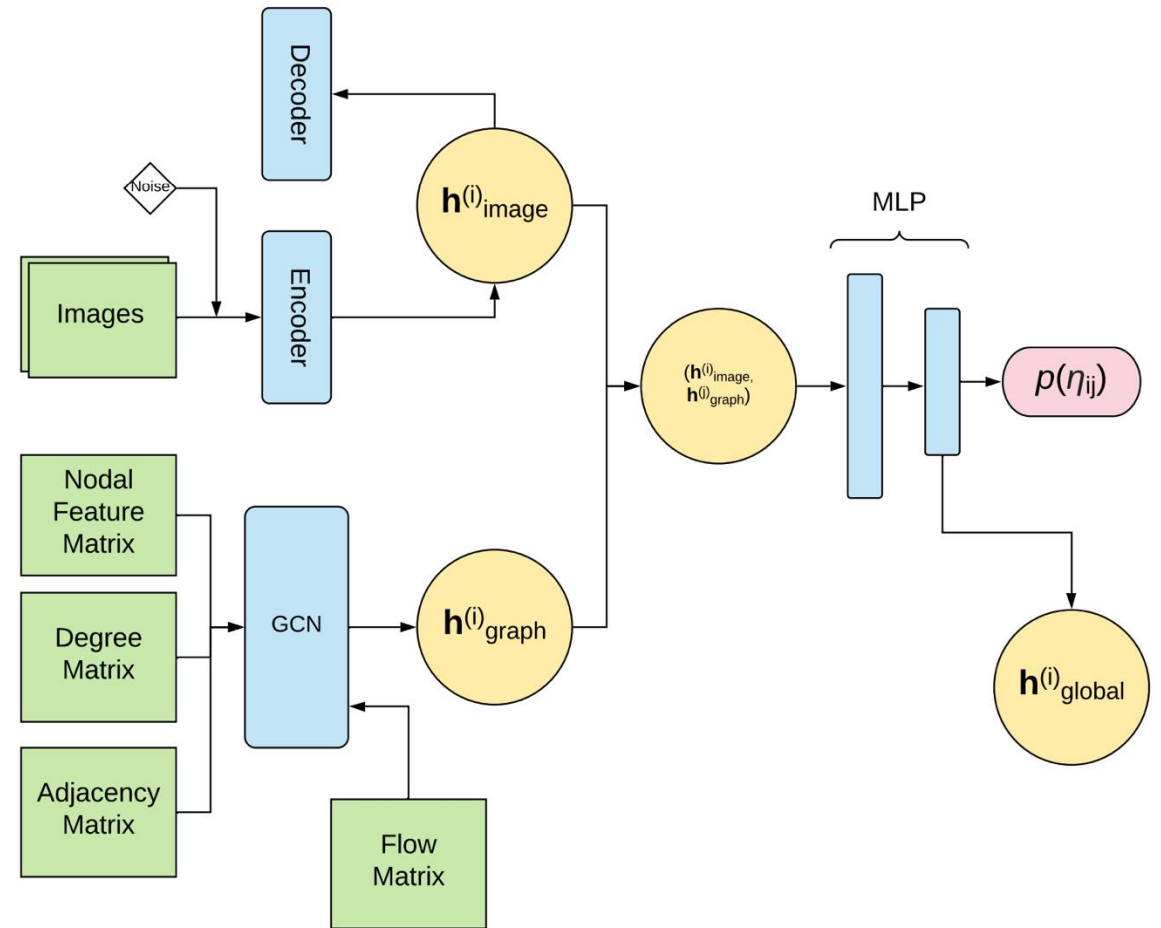 Decoder
Noise
h(i)image
MLP
Images
Encoder
(h(i)image,
h(j)graph)
p(ηij)
Nodal
Feature
Matrix
Degree
Matrix
GCN
h(i)graph
h(i)global
Adjacency
Matrix
Flow
Matrix